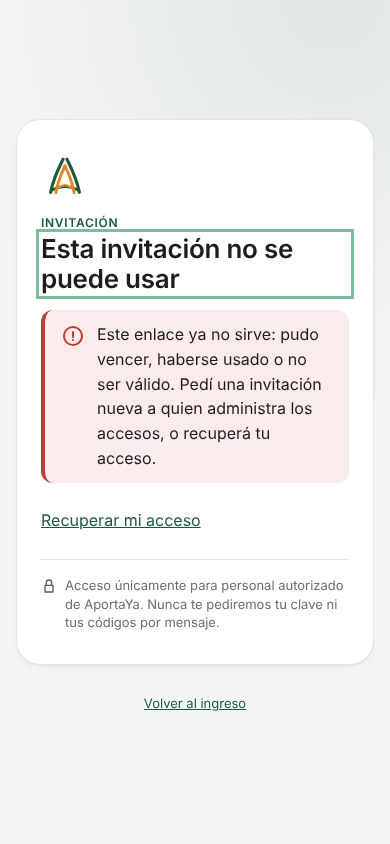 INVITACIÓN
Esta invitación no se
puede usar
Este enlace ya no sirve: pudo
vencer, haberse usado o no
ser válido. Pedí una invitación
nueva a quien administra los
accesos, o recuperá tu
acceso.
Recuperar mi acceso
Acceso únicamente para personal autorizado
de AportaYa. Nunca te pediremos tu clave ni
tus códigos por mensaje.
Volver al ingreso